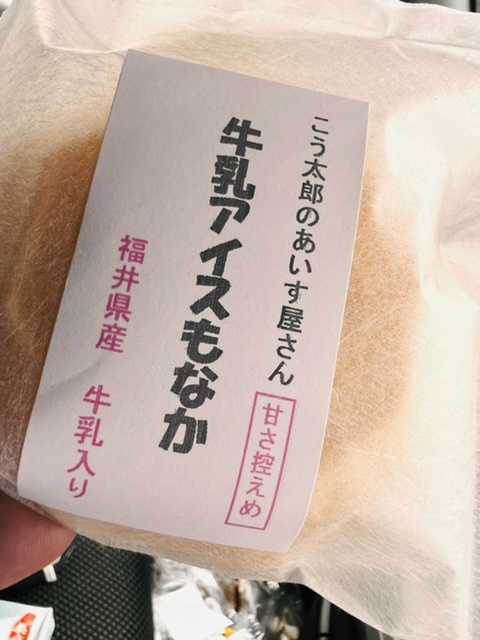 こう太郎のあいす屋さん
甘さ控えめ
牛乳アイスもなか
福井県産 牛乳入り